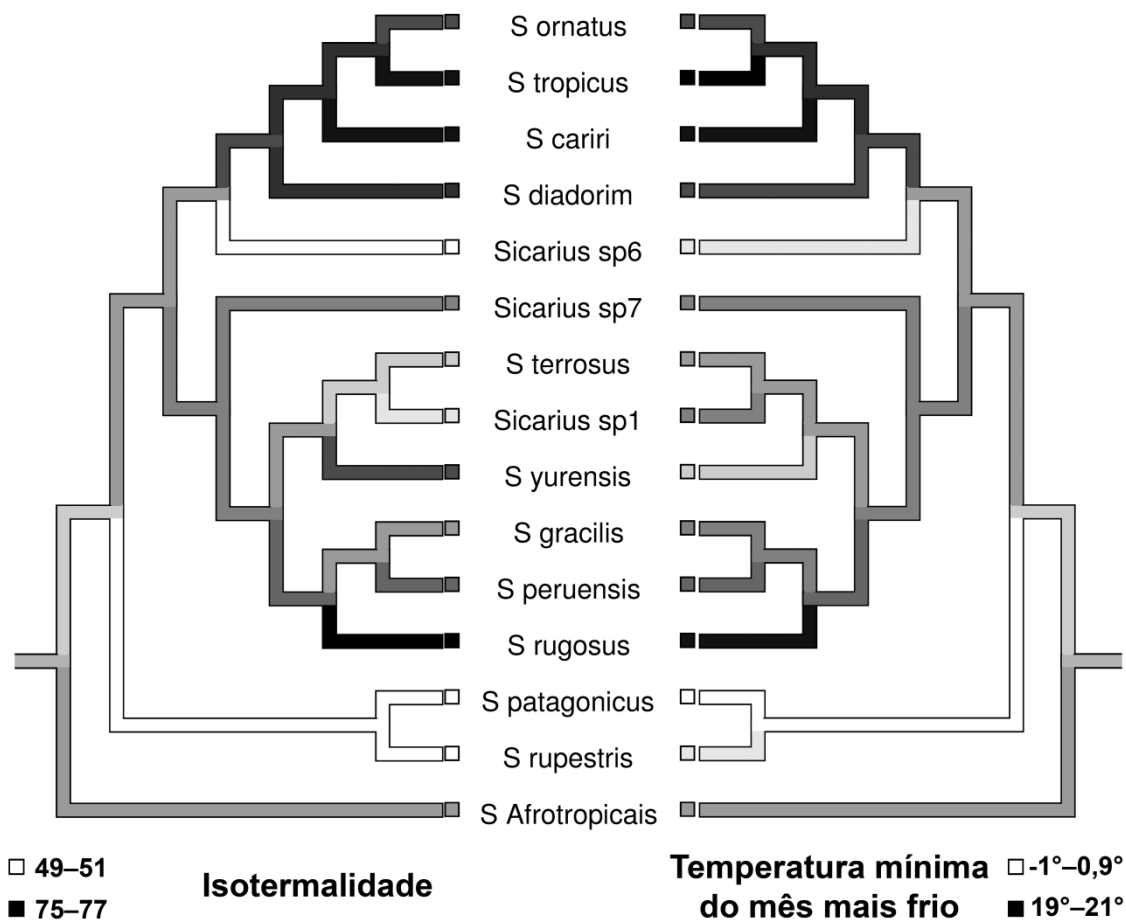 S ornatus
S tropicus
S cariri
S diadorim
Sicarius sp6
Sicarius sp7
S terrosus
Sicarius sp1
S yurensis
S gracilis
S peruensis
S rugosus
S patagonicus
S rupestris
S Afrotropicais
49–51
75–77
Isotermalidade
Temperatura mínima
do mês mais frio
-1°–0,9°
19°–21°